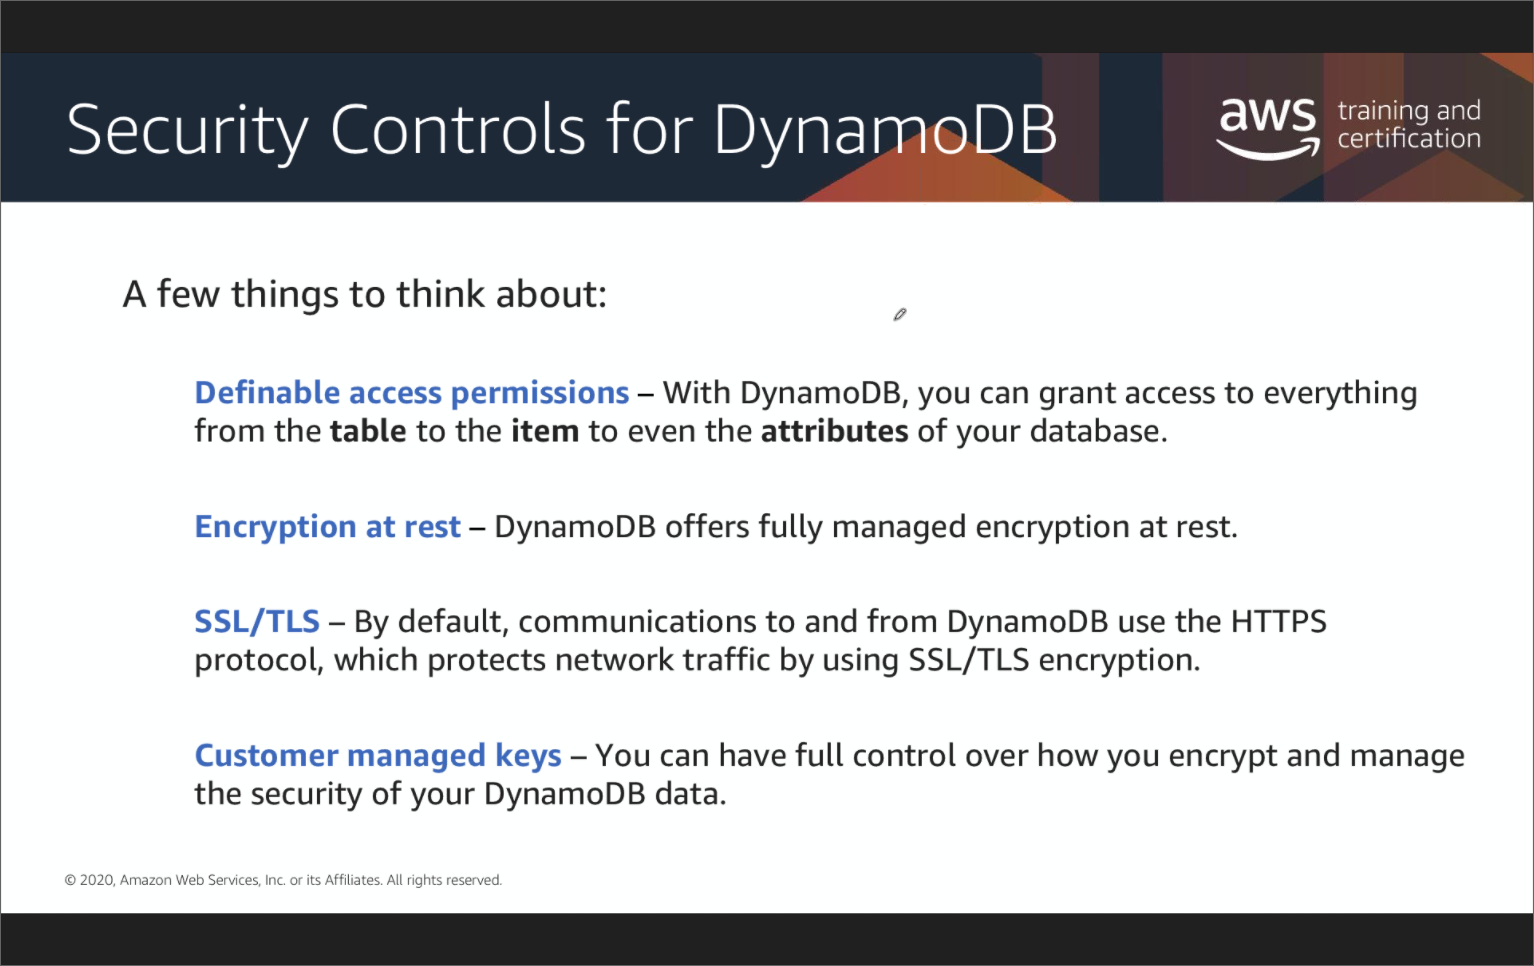 Security Controls for DynamoDB
aws training and
certification
A few things to think about:
Definable access permissions – With DynamoDB, you can grant access to everything
from the table to the item to even the attributes of your database.
Encryption at rest – DynamoDB offers fully managed encryption at rest.
SSL/TLS – By default, communications to and from DynamoDB use the HTTPS
protocol, which protects network traffic by using SSL/TLS encryption.
Customer managed keys – You can have full control over how you encrypt and manage
the security of your DynamoDB data.
© 2020, Amazon Web Services, Inc. or its Affiliates. All rights reserved.